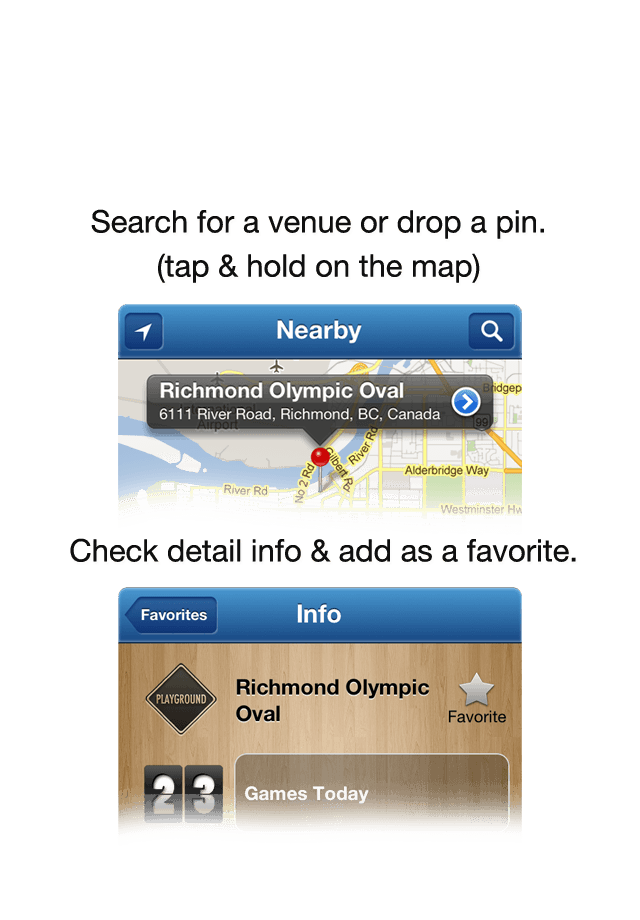 Search for a venue or drop a pin.
(tap & hold on the map)
Nearby
Richmond Olympic Oval
6111 River Road, Richmond, BC, Canada
Bridgep
Airport
99
No 2 Rd
Gilbert Rd
River Rd
Alderbridge Way
River Rd
Westminster Hw
Check detail info & add as a favorite.
Favorites
Info
PLAYGROUND
Richmond Olympic
Oval
Favorite
23
Games Today